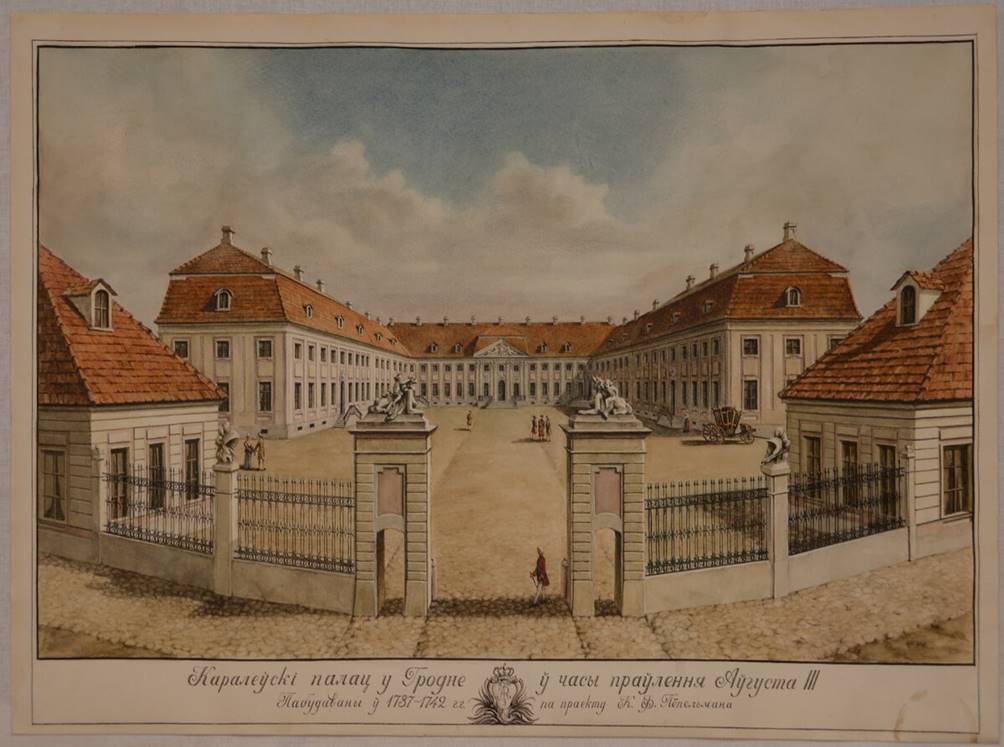 Каралеўскі палац у Гродне ў часы праўлення Аўгуста III
Пабудаваны ў 1737-1742 гг. па праекту К. Ф. Пёпельмана